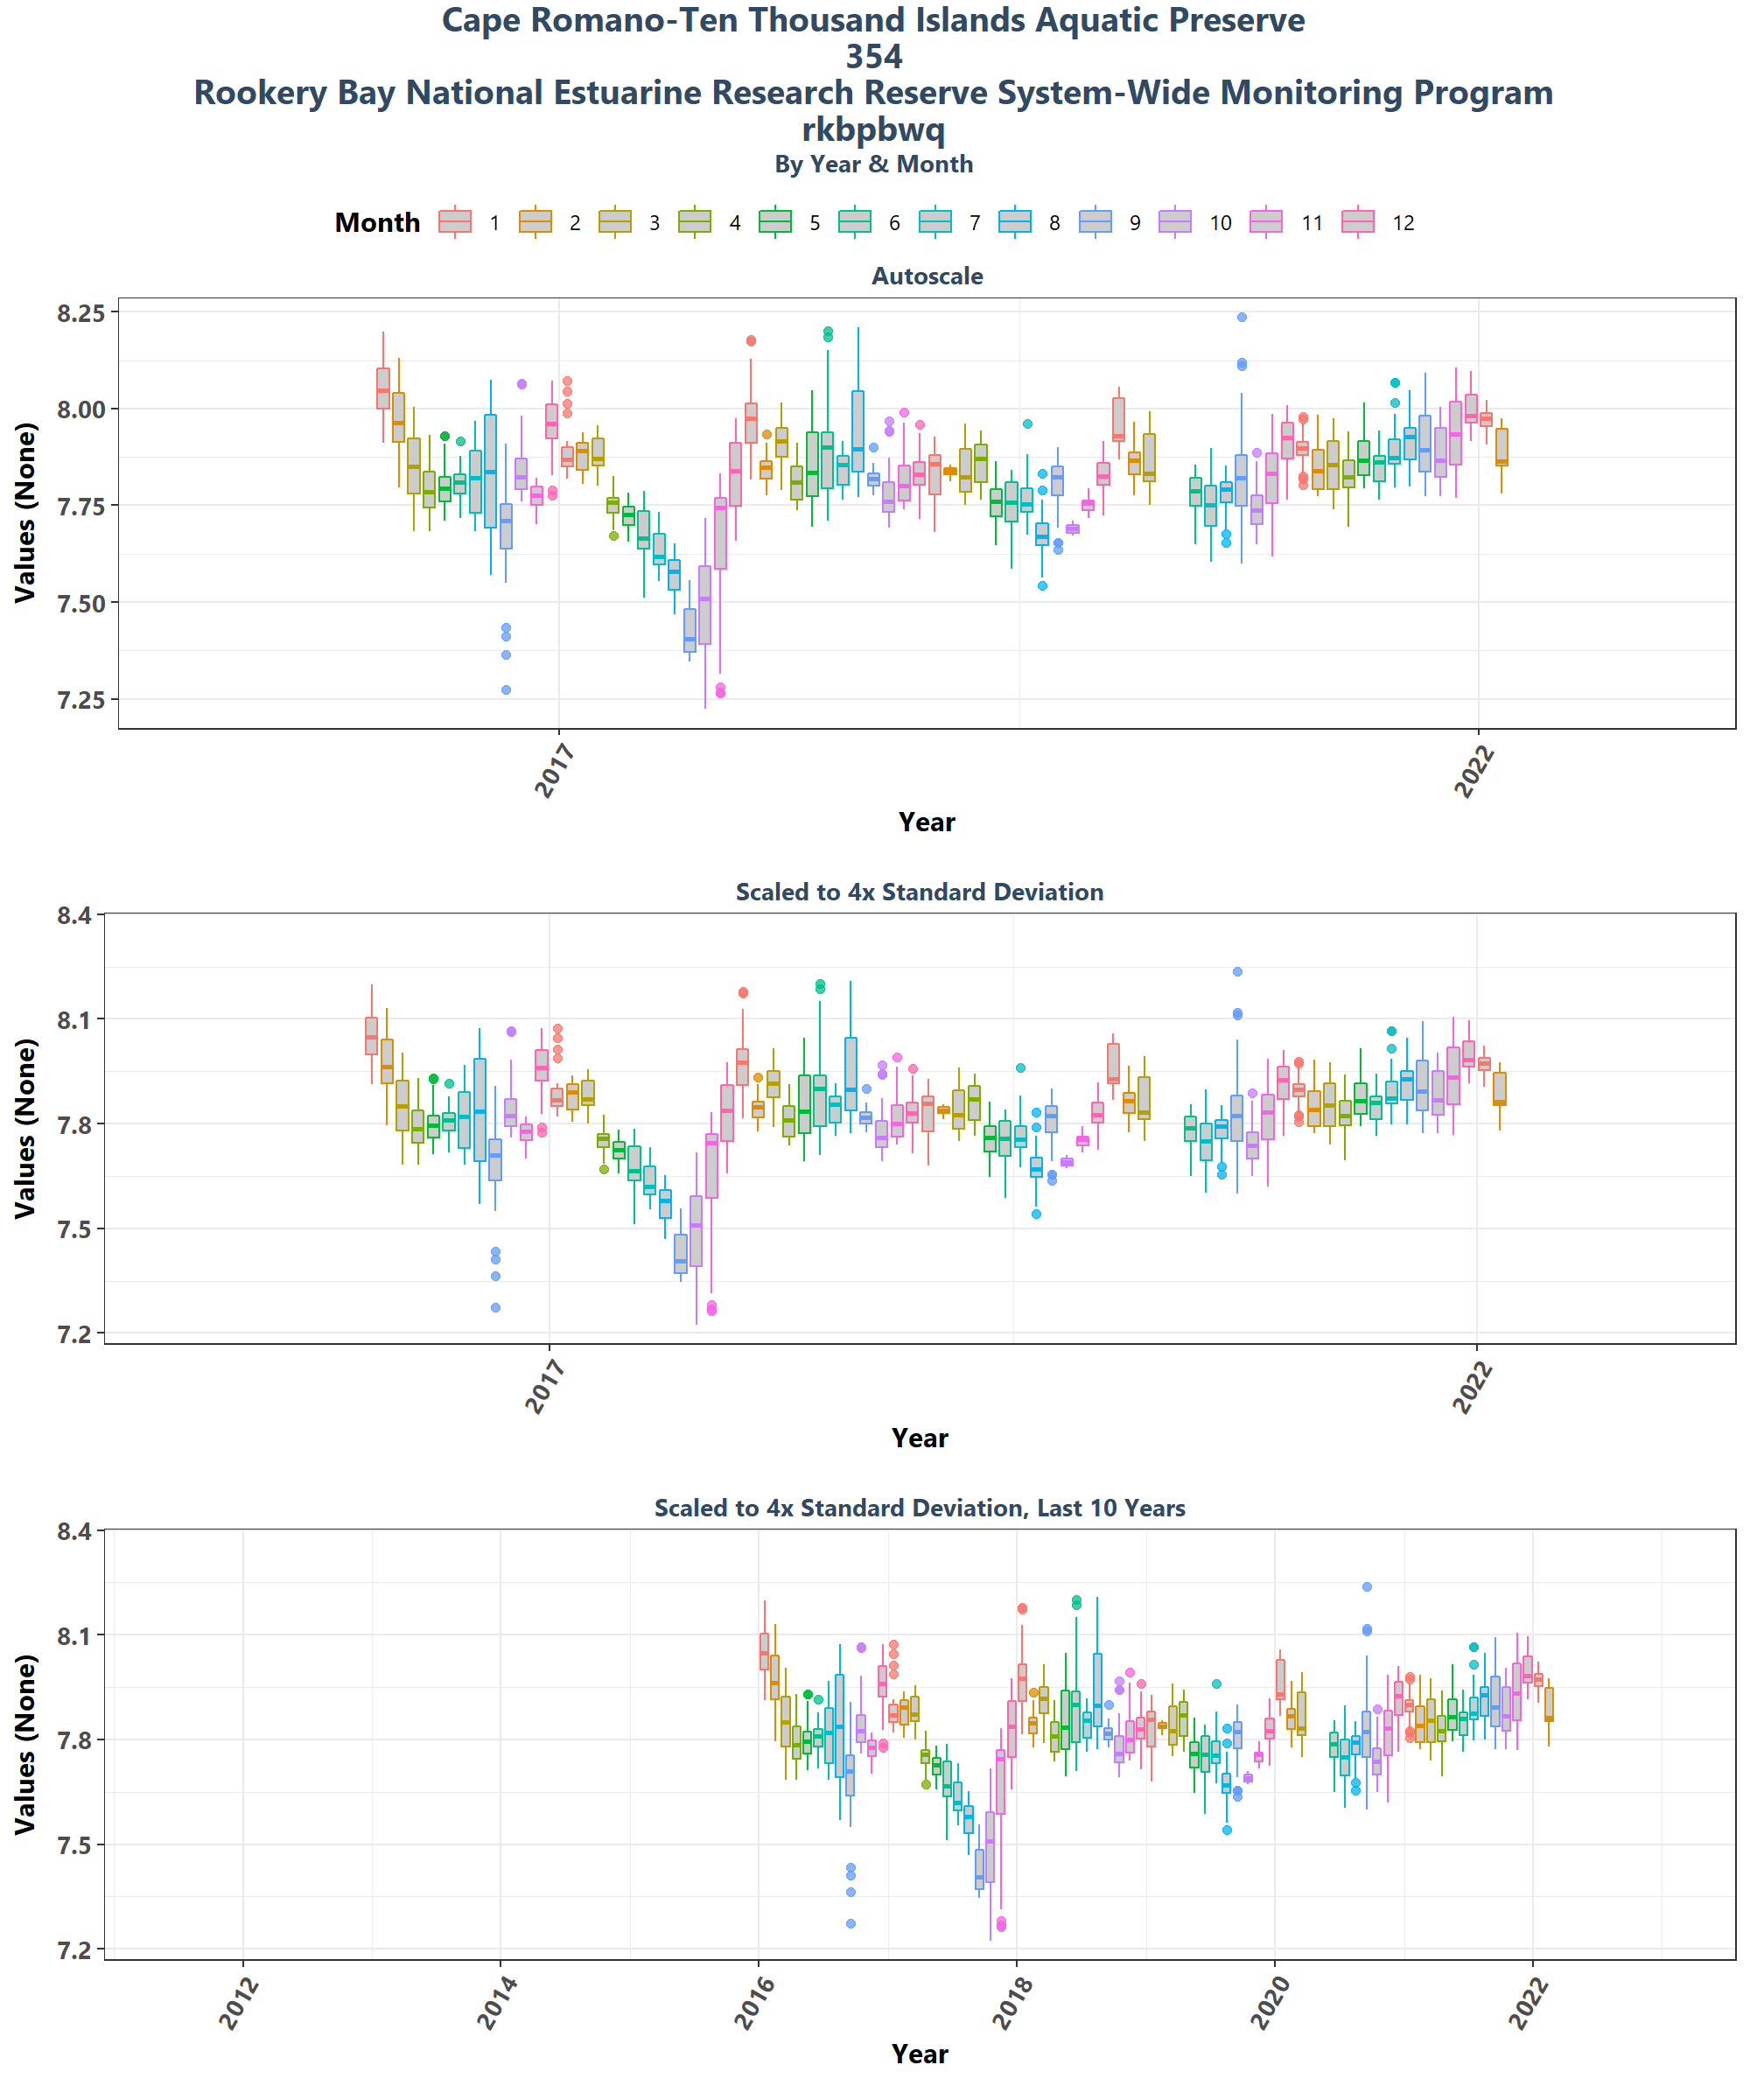 Cape Romano-Ten Thousand Islands Aquatic Preserve
354
Rookery Bay National Estuarine Research Reserve System-Wide Monitoring Program
rkbpbwq
By Year & Month
Month 1 2 3 4 5 6 7 8 9 10 11 12
Autoscale
Values (None)
8.25
8.00
7.75
7.50
7.25
2017 2022
Year
Scaled to 4x Standard Deviation
Values (None)
8.4
8.1
7.8
7.5
7.2
2017 2022
Year
Scaled to 4x Standard Deviation, Last 10 Years
Values (None)
8.4
8.1
7.8
7.5
7.2
2012 2014 2016 2018 2020 2022
Year